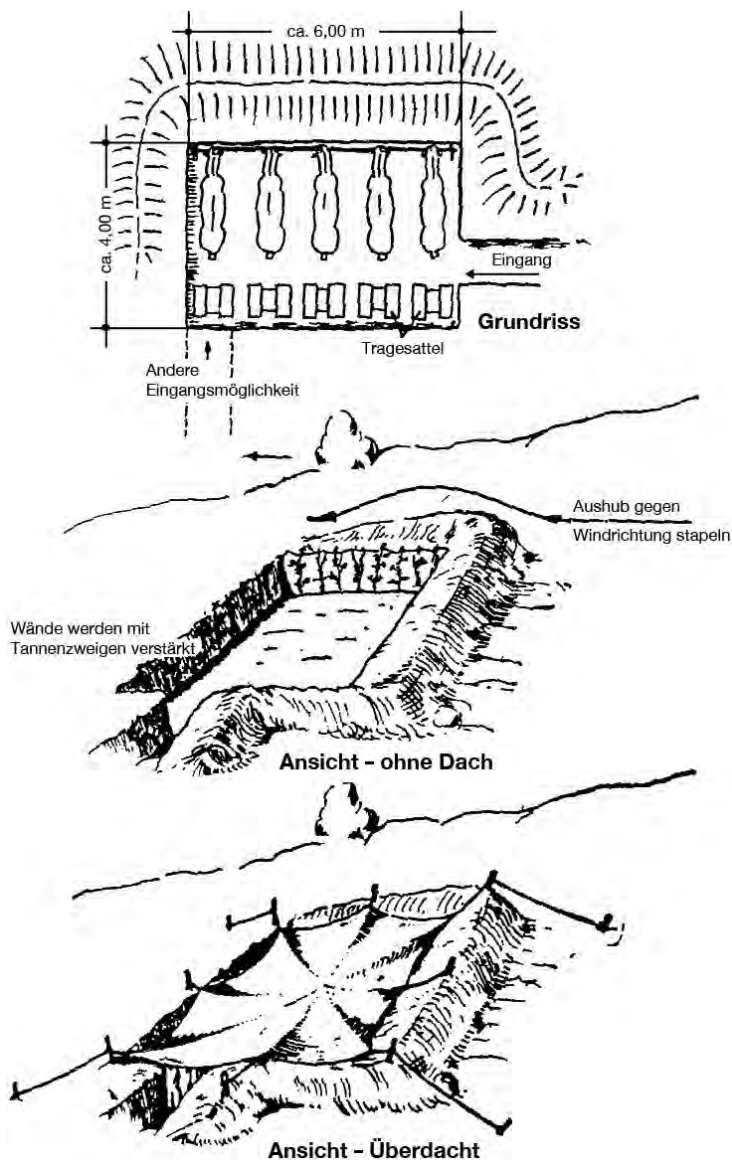 ca. 6,00 m
ca. 4,00 m
Eingang
Grundriss
Tragesattel
Andere
Eingangsmöglichkeit
Aushub gegen
Windrichtung stapeln
Wände werden mit
Tannenzweigen verstärkt
Ansicht - ohne Dach
Ansicht - Überdacht